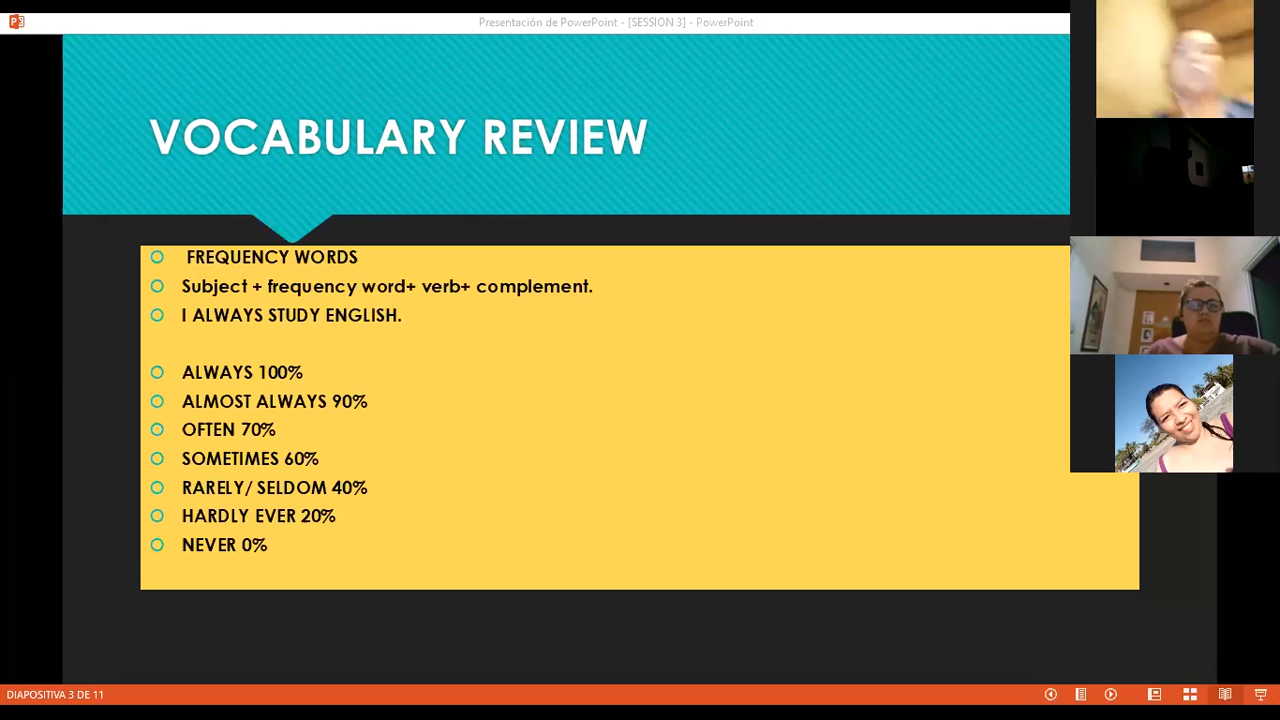 Presentación de PowerPoint - [SESSION 3] - PowerPoint
VOCABULARY REVIEW
FREQUENCY WORDS
Subject + frequency word+ verb+ complement.
I ALWAYS STUDY ENGLISH.
ALWAYS 100%
ALMOST ALWAYS 90%
OFTEN 70%
SOMETIMES 60%
RARELY/ SELDOM 40%
HARDLY EVER 20%
NEVER 0%
DIAPOSITIVA 3 DE 11